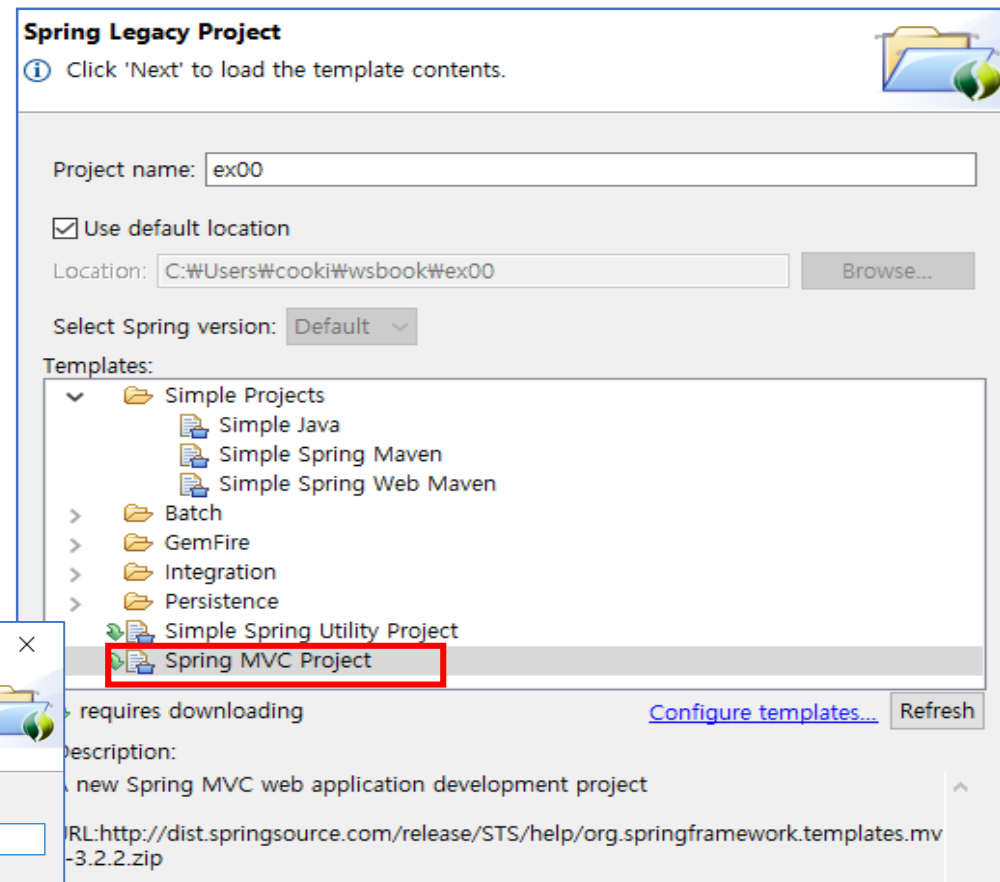 Spring Legacy Project
Click 'Next' to load the template contents.
Project name: ex00
Use default location
Location: C:₩Users₩cooki₩wsbook₩ex00 Browse...
Select Spring version: Default
Templates:
Simple Projects
Simple Java
Simple Spring Maven
Simple Spring Web Maven
Batch
GemFire
Integration
Persistence
Simple Spring Utility Project
Spring MVC Project
requires downloading Configure templates... Refresh
Description:
A new Spring MVC web application development project
URL:http://dist.springsource.com/release/STS/help/org.springframework.templates.mv
-3.2.2.zip